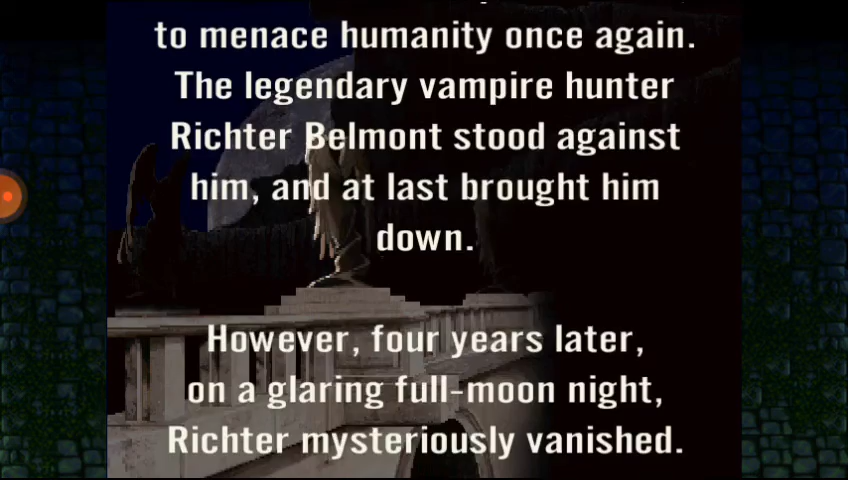 to menace humanity once again.
The legendary vampire hunter
Richter Belmont stood against
him, and at last brought him
down.
However, four years later,
on a glaring full-moon night,
Richter mysteriously vanished.